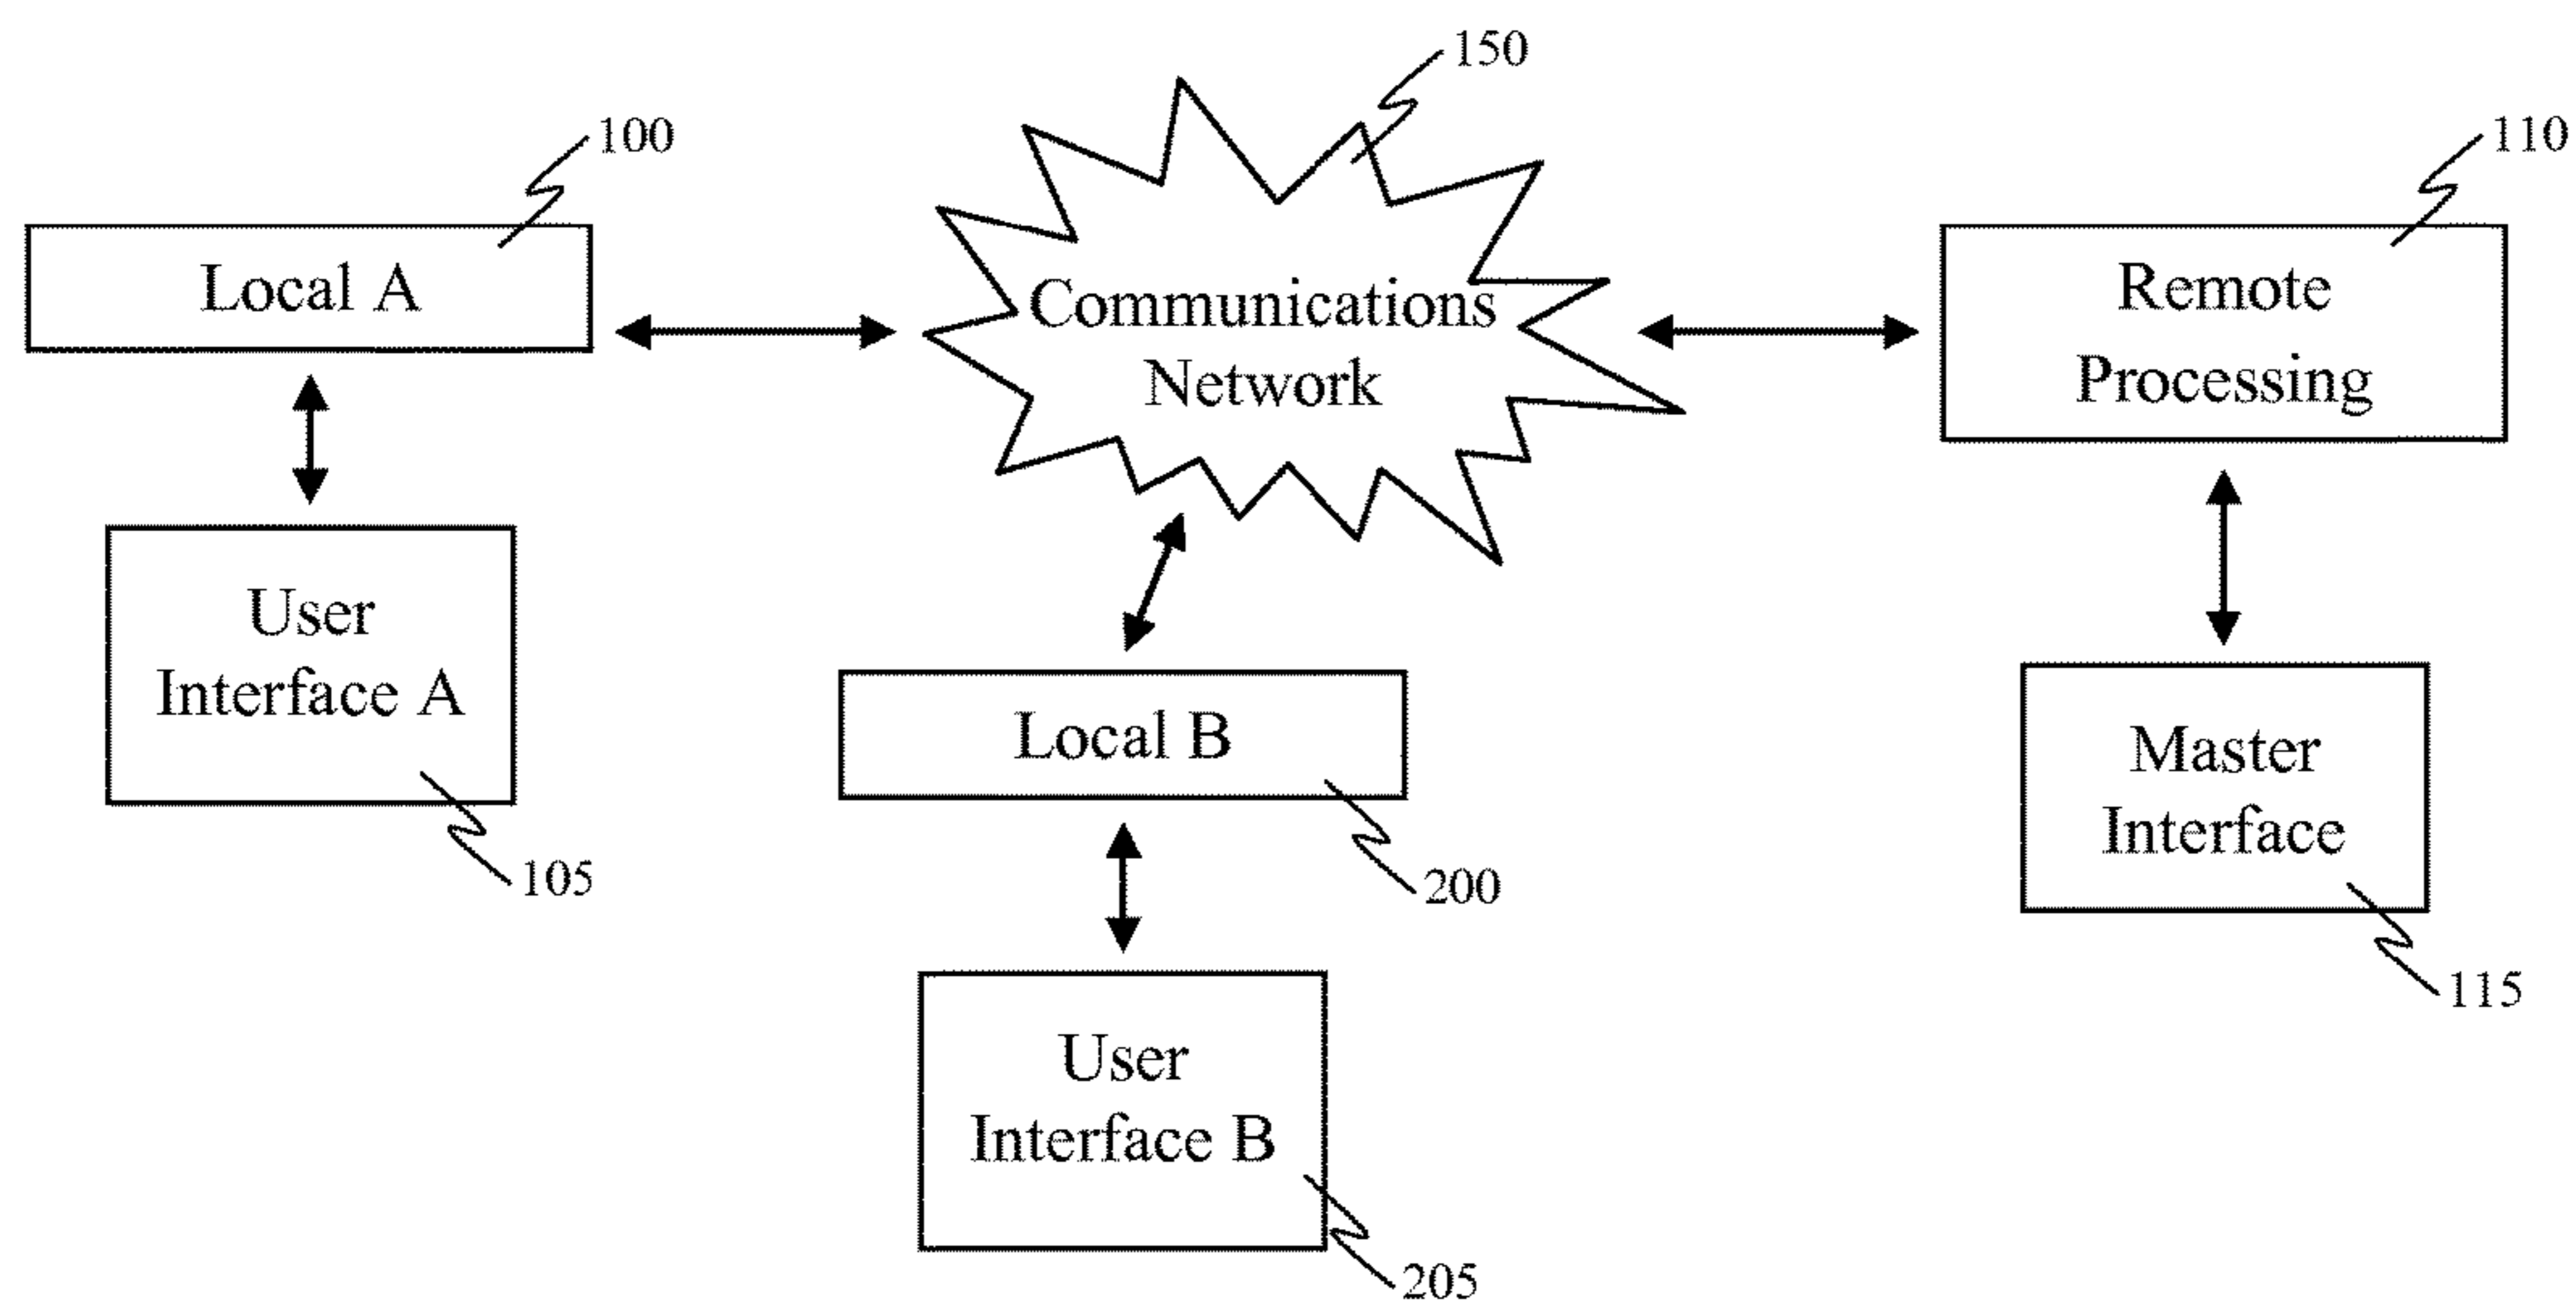 150
100
110
Local A
Communications
Network
Remote
Processing
User
Interface A
105
Local B
200
Master
Interface
115
User
Interface B
205